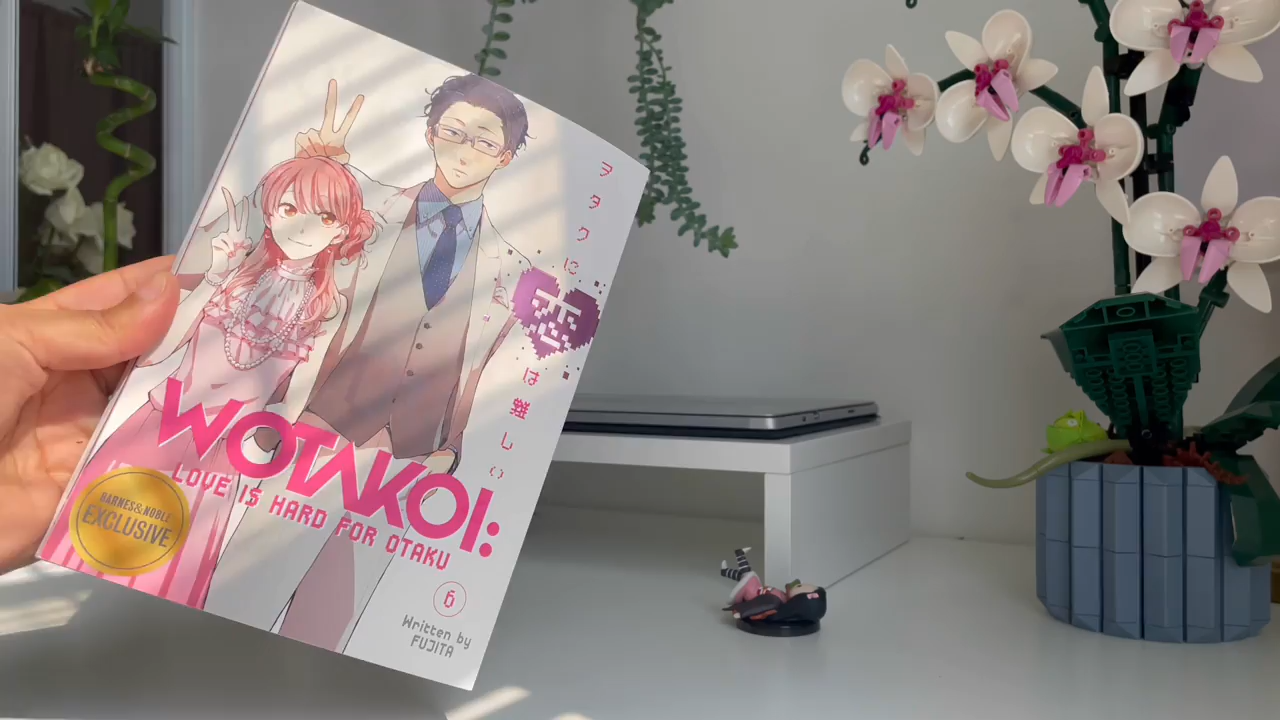 ヲタクに
恋
は難しい
WOTAKOI:
LOVE IS HARD FOR OTAKU
BARNES&NOBLE
EXCLUSIVE
6
Written by
FUJITA